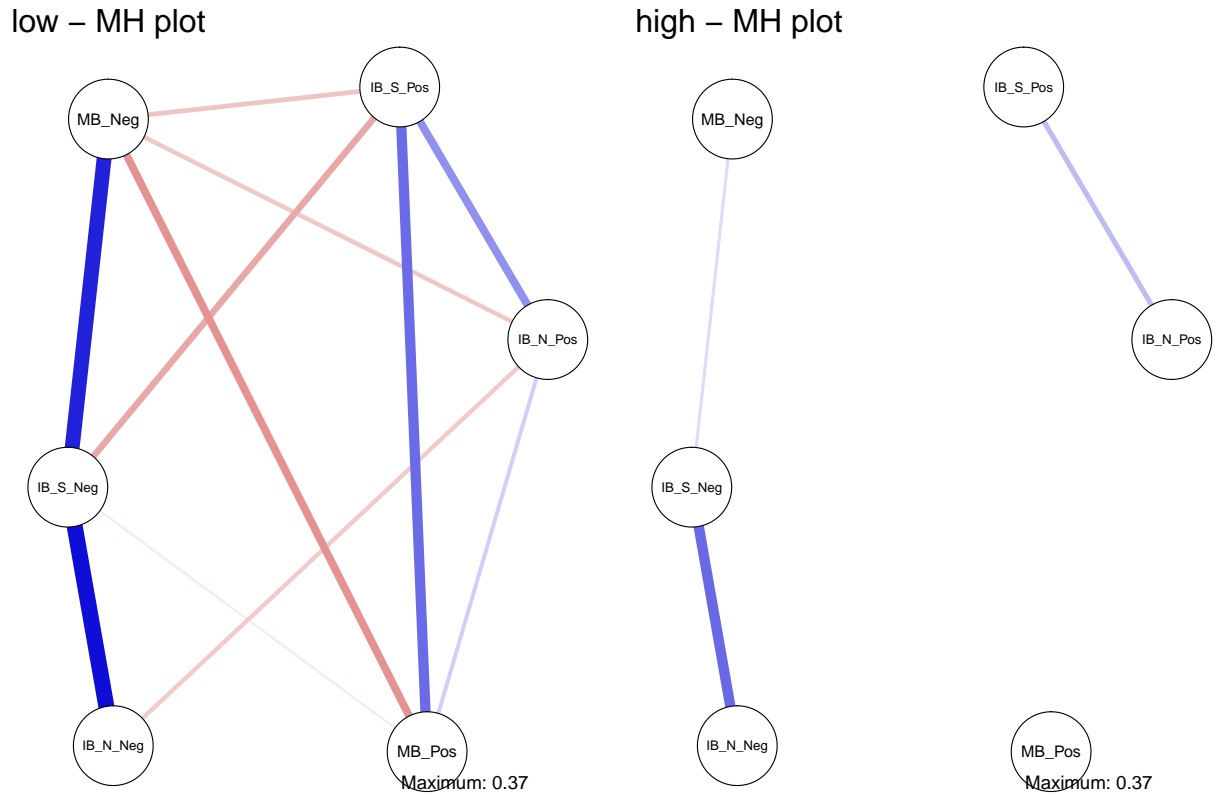 low – MH plot
IB_S_Pos
MB_Neg
IB_N_Pos
IB_S_Neg
IB_N_Neg
MB_Pos
Maximum: 0.37
high – MH plot
IB_S_Pos
MB_Neg
IB_N_Pos
IB_S_Neg
IB_N_Neg
MB_Pos
Maximum: 0.37